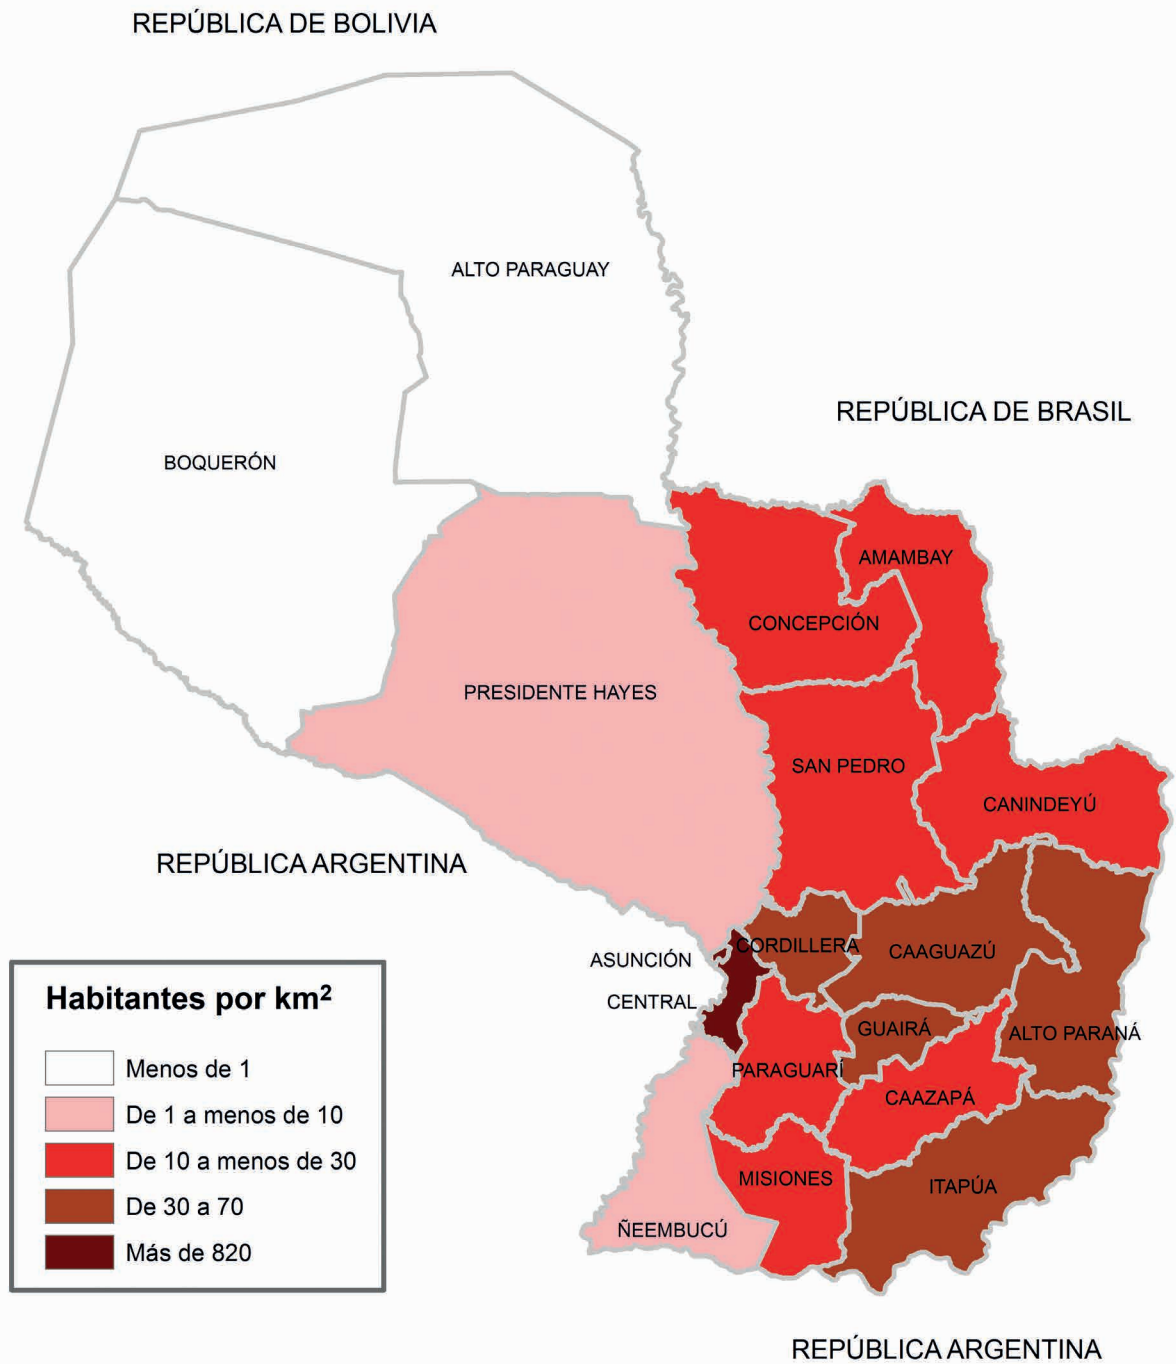 REPÚBLICA DE BOLIVIA
ALTO PARAGUAY
REPÚBLICA DE BRASIL
BOQUERÓN
AMAMBAY
CONCEPCIÓN
PRESIDENTE HAYES
SAN PEDRO
CANINDEYÚ
REPÚBLICA ARGENTINA
CORDILLERA
CAAGUAZÚ
ASUNCIÓN
CENTRAL
GUAIRÁ
ALTO PARANÁ
PARAGUARÍ
CAAZAPÁ
MISIONES
ITAPÚA
ÑEEMBUCÚ
Habitantes por km²
Menos de 1
De 1 a menos de 10
De 10 a menos de 30
De 30 a 70
Más de 820
REPÚBLICA ARGENTINA